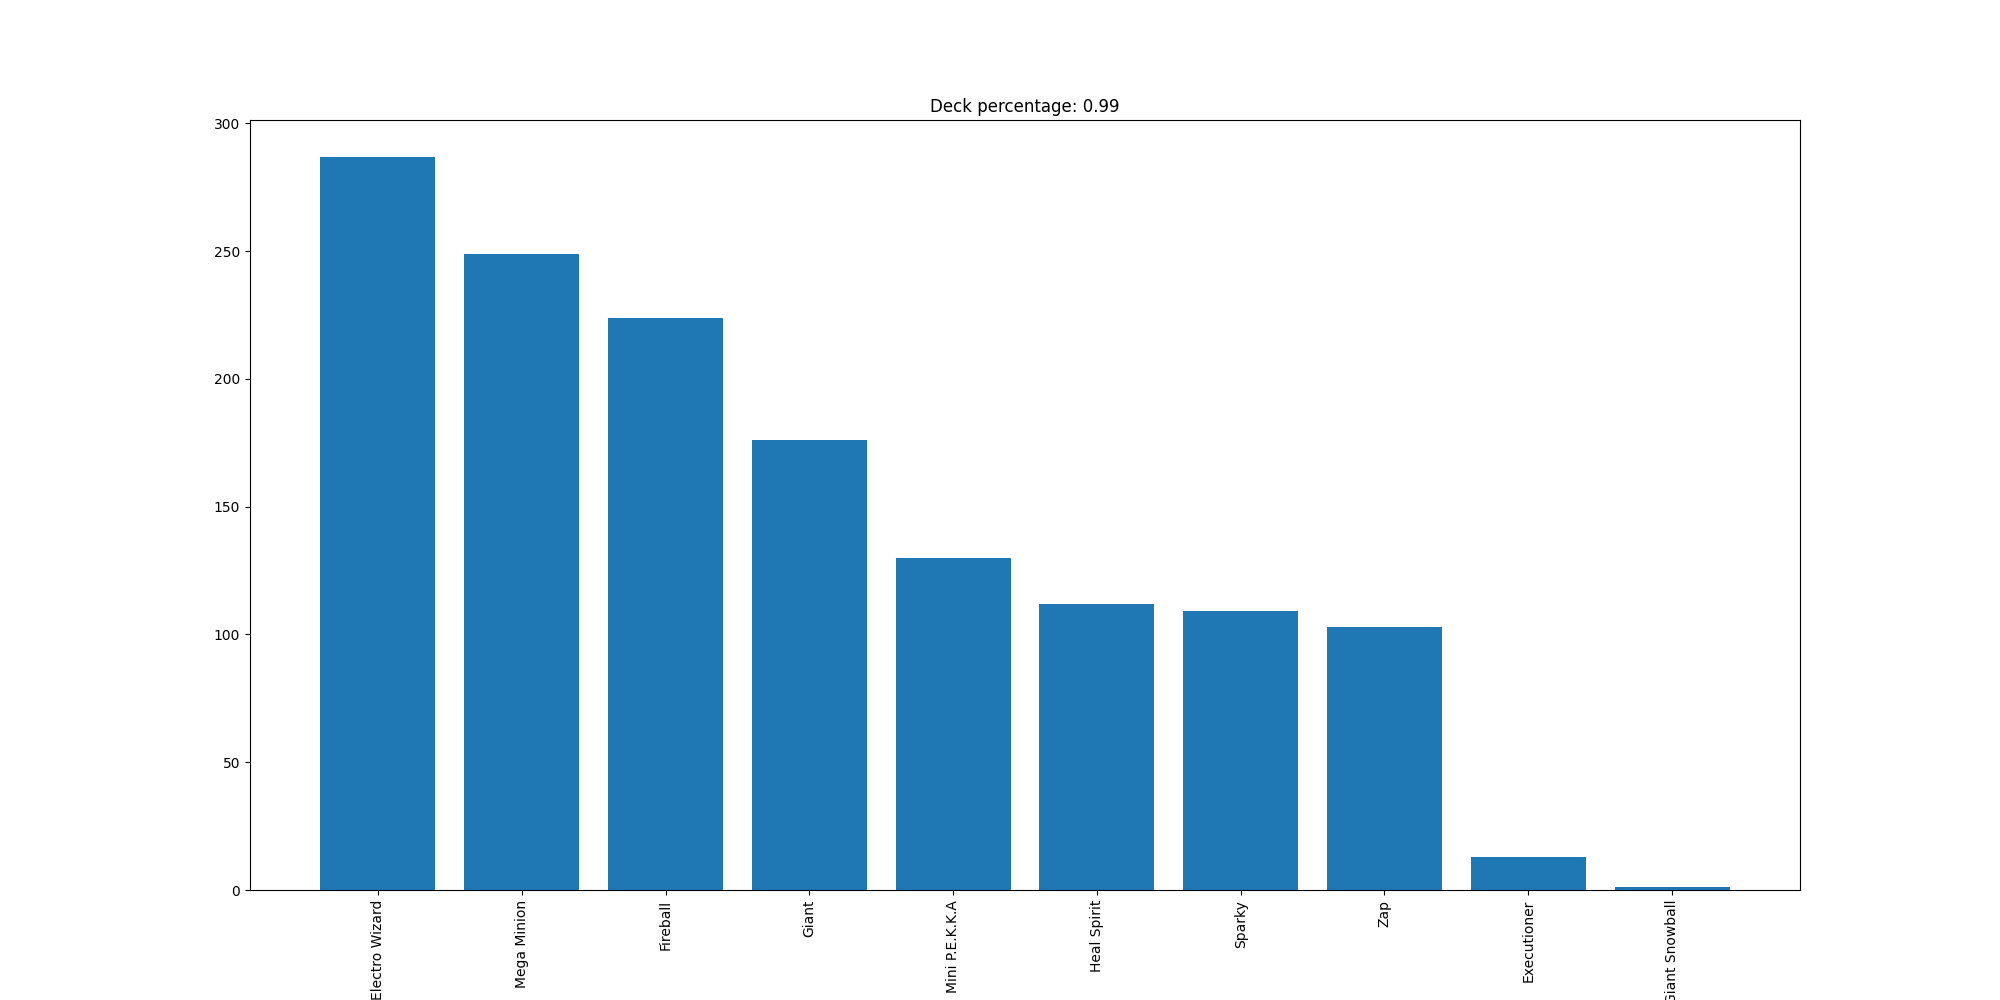 Deck percentage: 0.99
300
250
200
150
100
50
0
Electro Wizard
Mega Minion
Fireball
Giant
Mini P.E.K.K.A
Heal Spirit
Sparky
Zap
Executioner
Giant Snowball